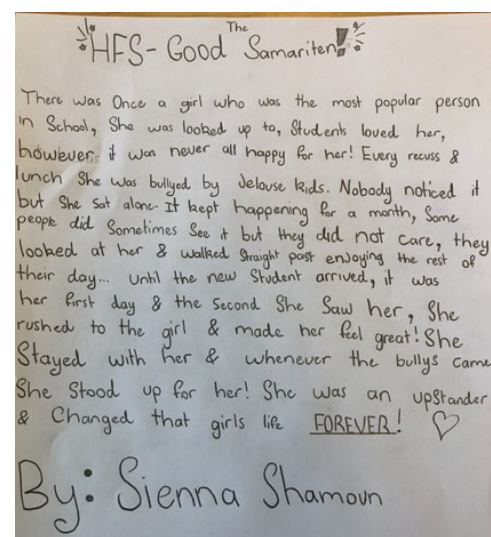 The
HFS - Good Samariten!
There was Once a girl who was the most popular person
in School, She was looked up to, Students loved her,
however it was never all happy for her! Every recuss &
lunch She was bullyed by Jelouse kids. Nobody noticed it
but She sat alone. It kept happening for a month, Some
people did Sometimes See it but they did not care, they
looked at her & walked Straight past enjoying the rest of
their day... until the new Student arrived, it was
her first day & the Second She Saw her, She
rushed to the girl & made her feel great! She
Stayed with her & whenever the bullys came
She Stood up for her! She was an upStander
& Changed that girls life FOREVER!
By: Sienna Shamoun